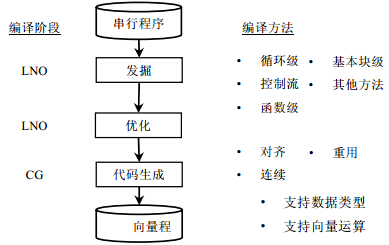 编译阶段 串行程序 编译方法
LNO 发掘 • 循环级 • 基本块级
• 控制流 • 其他方法
• 函数级
LNO 优化
• 对齐 • 重用
CG 代码生成 • 连续
• 支持数据类型
向量程 • 支持向量运算